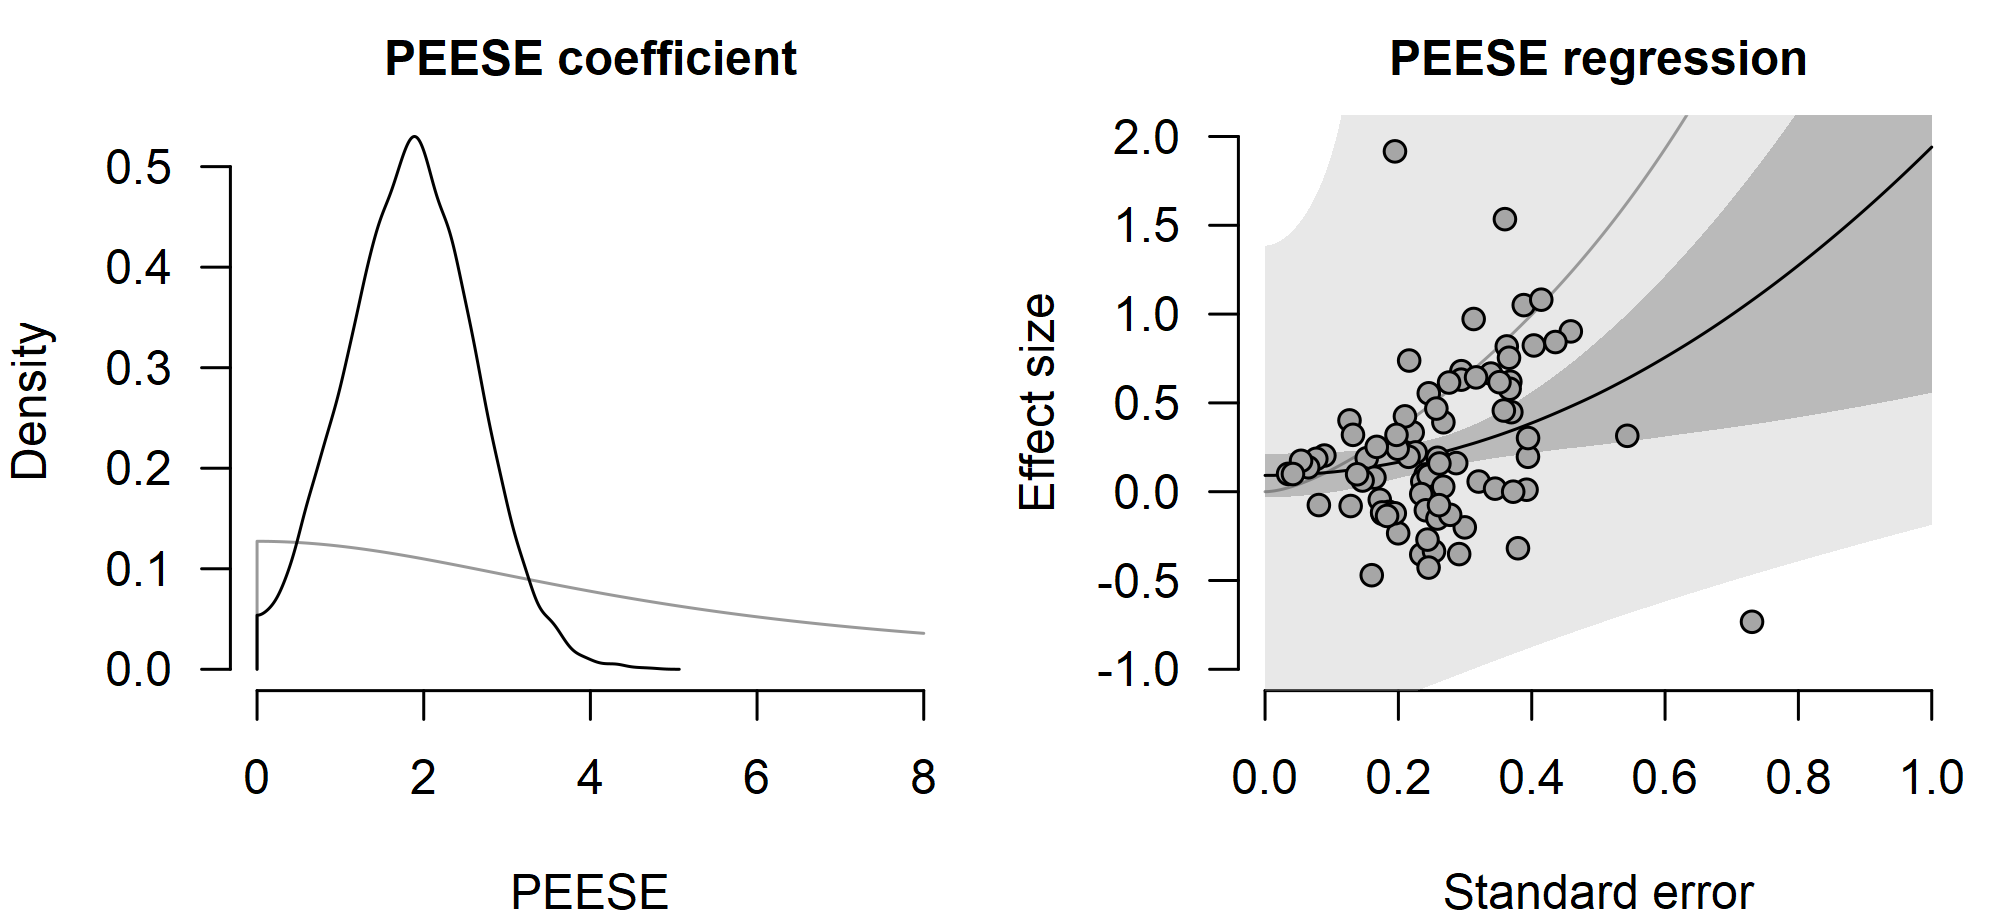 PEESE coefficient
0.5
0.4
0.3
0.2
0.1
0.0
Density
0 2 4 6 8
PEESE
PEESE regression
2.0
1.5
1.0
0.5
0.0
-0.5
-1.0
Effect size
0.0 0.2 0.4 0.6 0.8 1.0
Standard error